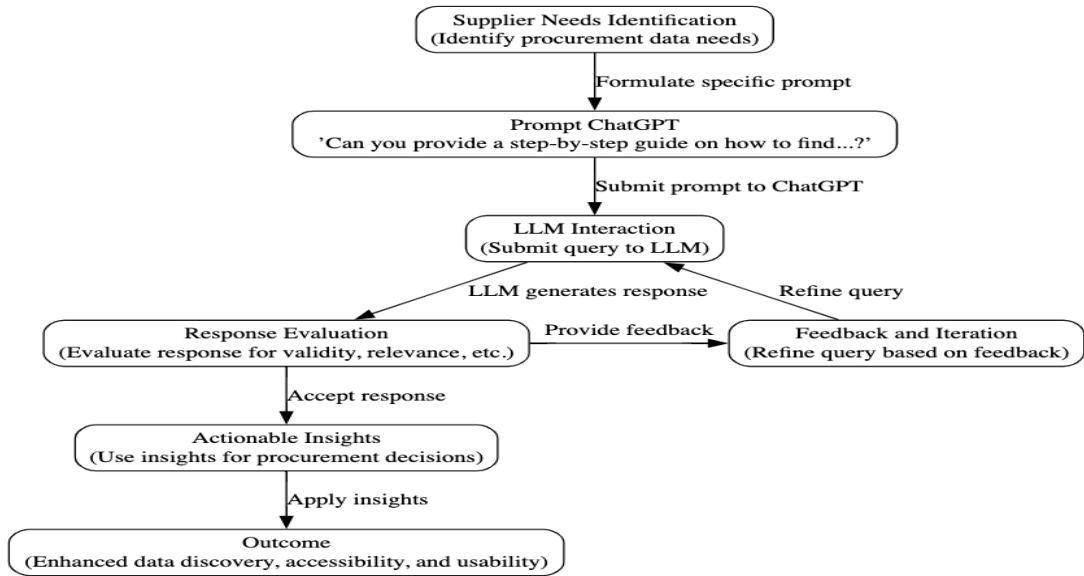 Supplier Needs Identification
(Identify procurement data needs)
Formulate specific prompt
Prompt ChatGPT
’Can you provide a step-by-step guide on how to find...?’
Submit prompt to ChatGPT
LLM Interaction
(Submit query to LLM)
LLM generates response
Refine query
Response Evaluation
(Evaluate response for validity, relevance, etc.)
Provide feedback
Feedback and Iteration
(Refine query based on feedback)
Accept response
Actionable Insights
(Use insights for procurement decisions)
Apply insights
Outcome
(Enhanced data discovery, accessibility, and usability)